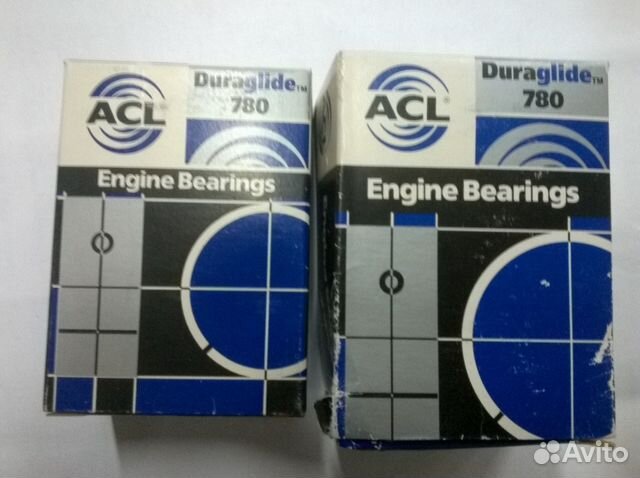 ACL®
Duraglide™
780
Engine Bearings
ACL®
Duraglide™
780
Engine Bearings
Avito